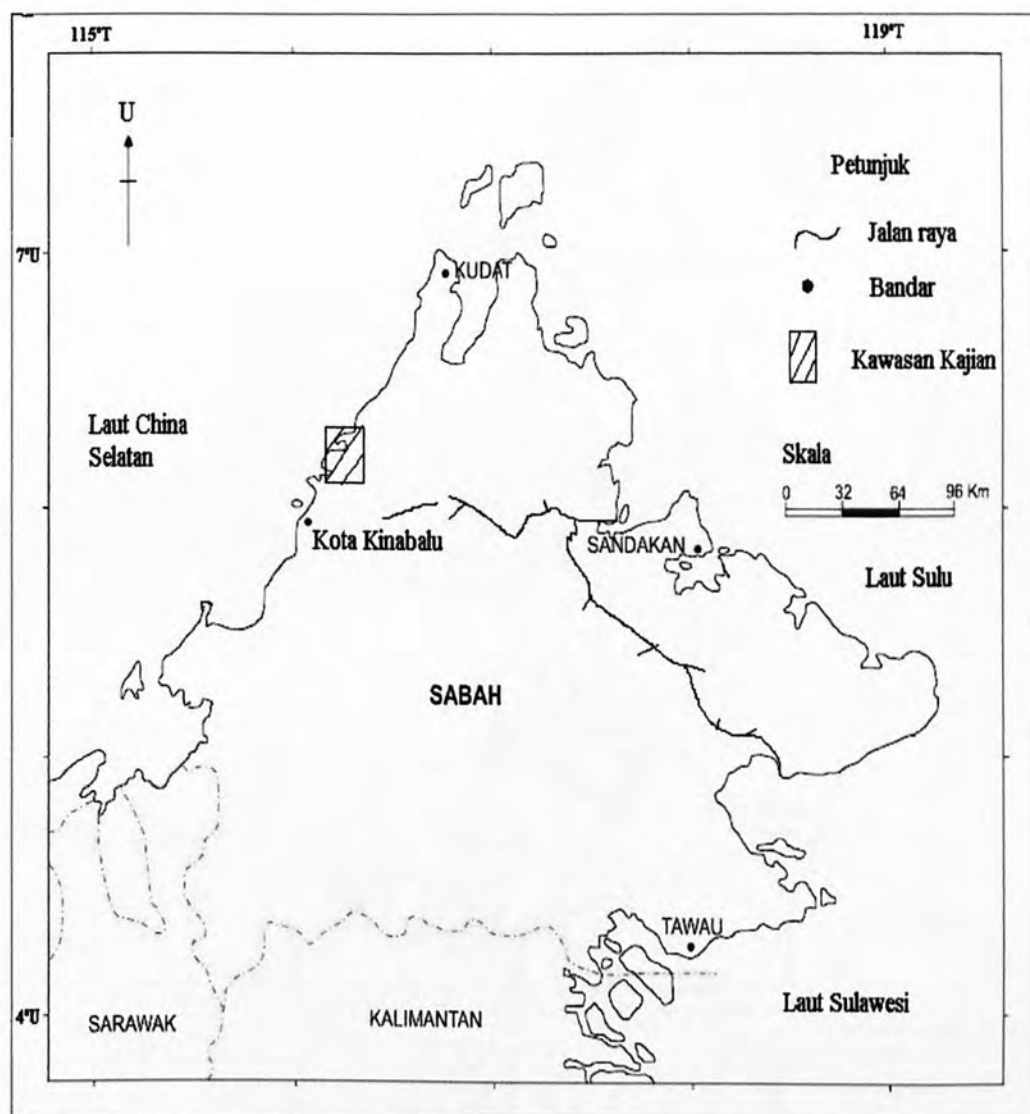 115°T
119°T
U
Petunjuk
7°U
Jalan raya
KUDAT
Bandar
Kawasan Kajian
Laut China
Selatan
Skala
0 32 64 96 Km
Kota Kinabalu
SANDAKAN
Laut Sulu
SABAH
TAWAU
Laut Sulawesi
4°U
SARAWAK
KALIMANTAN